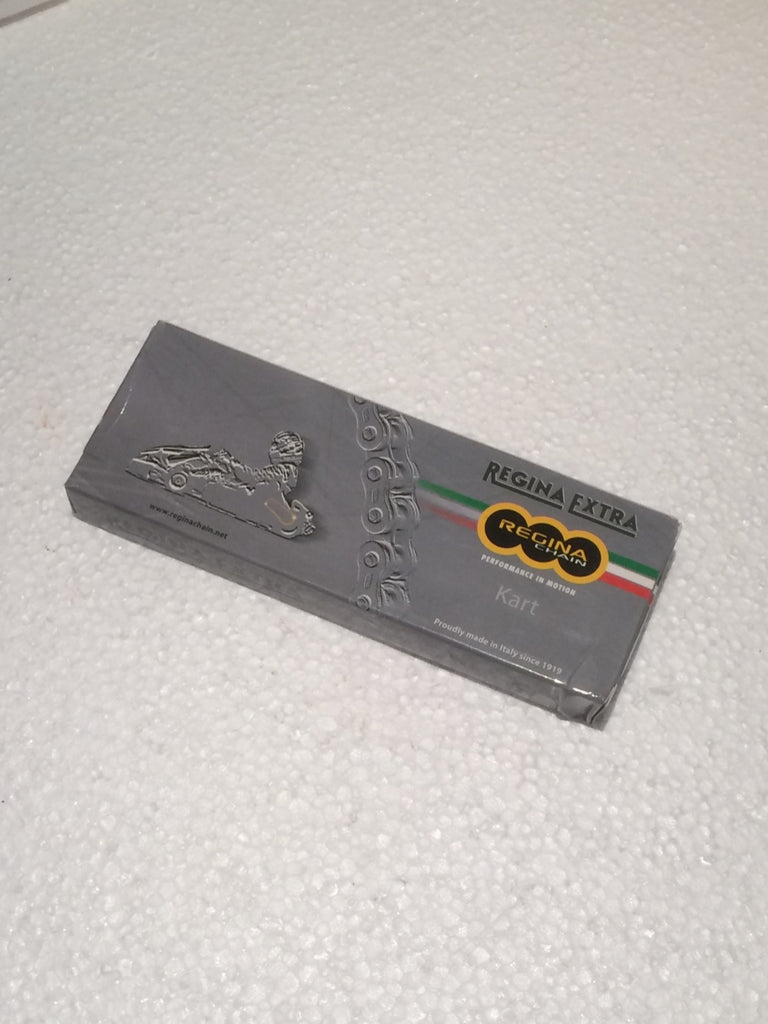 REGINA EXTRA
REGINA
CHAIN
PERFORMANCE IN MOTION
Kart
Proudly made in Italy since 1919
www.reginachain.net